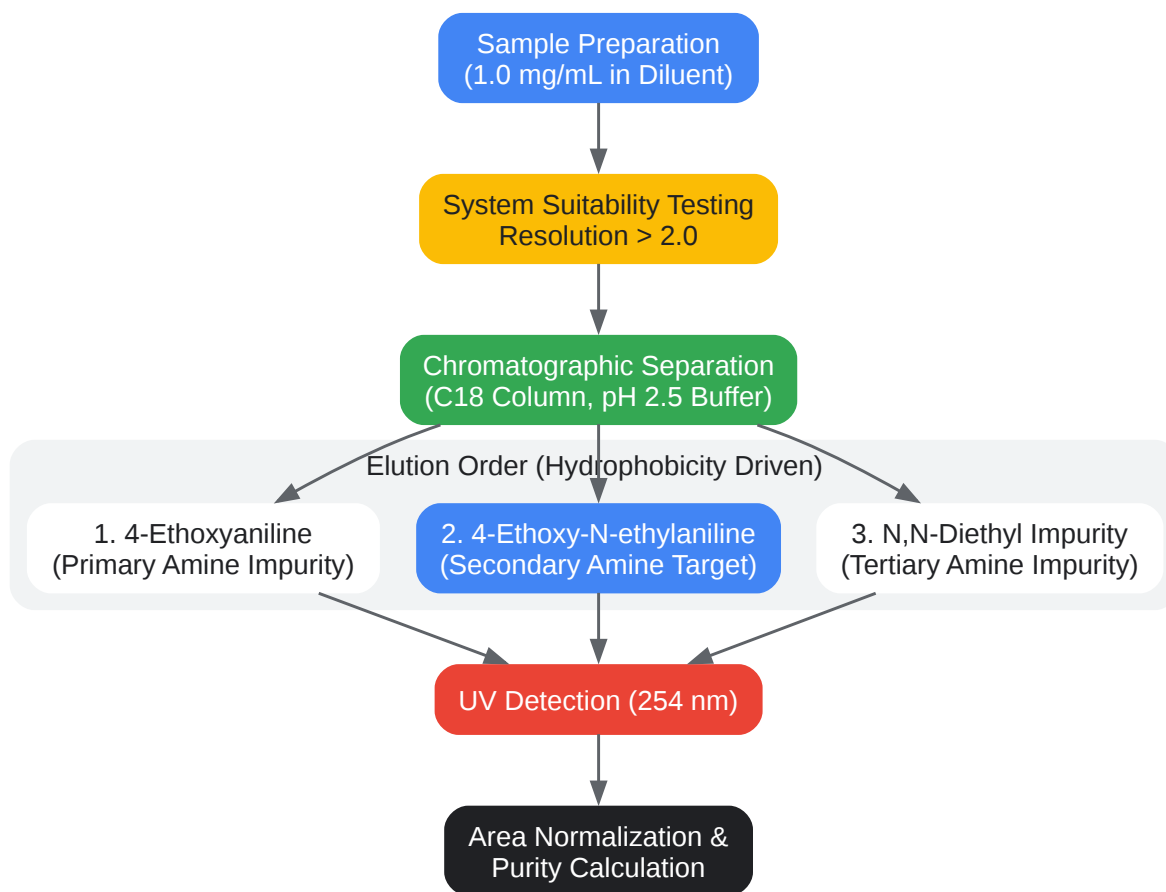 Sample Preparation
(1.0 mg/mL in Diluent)
System Suitability Testing
Resolution > 2.0
Chromatographic Separation
(C18 Column, pH 2.5 Buffer)
Elution Order (Hydrophobicity Driven)
1. 4-Ethoxyaniline
(Primary Amine Impurity)
2. 4-Ethoxy-N-ethylaniline
(Secondary Amine Target)
3. N,N-Diethyl Impurity
(Tertiary Amine Impurity)
UV Detection (254 nm)
Area Normalization &
Purity Calculation